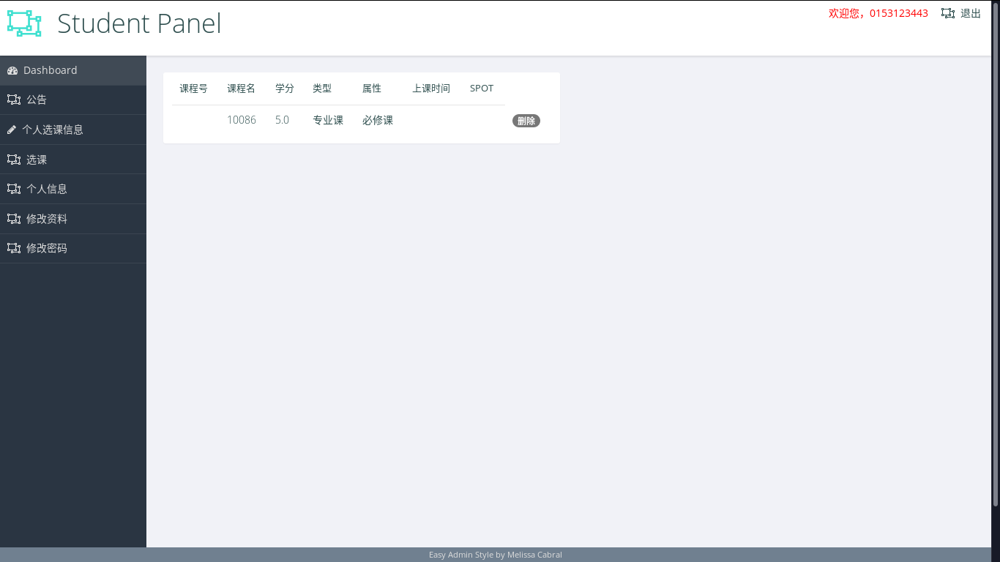 Student Panel
欢迎您，0153123443 退出
Dashboard
公告
个人选课信息
选课
个人信息
修改资料
修改密码
课程号 课程名 学分 类型 属性 上课时间 SPOT
10086 5.0 专业课 必修课 删除
Easy Admin Style by Melissa Cabral